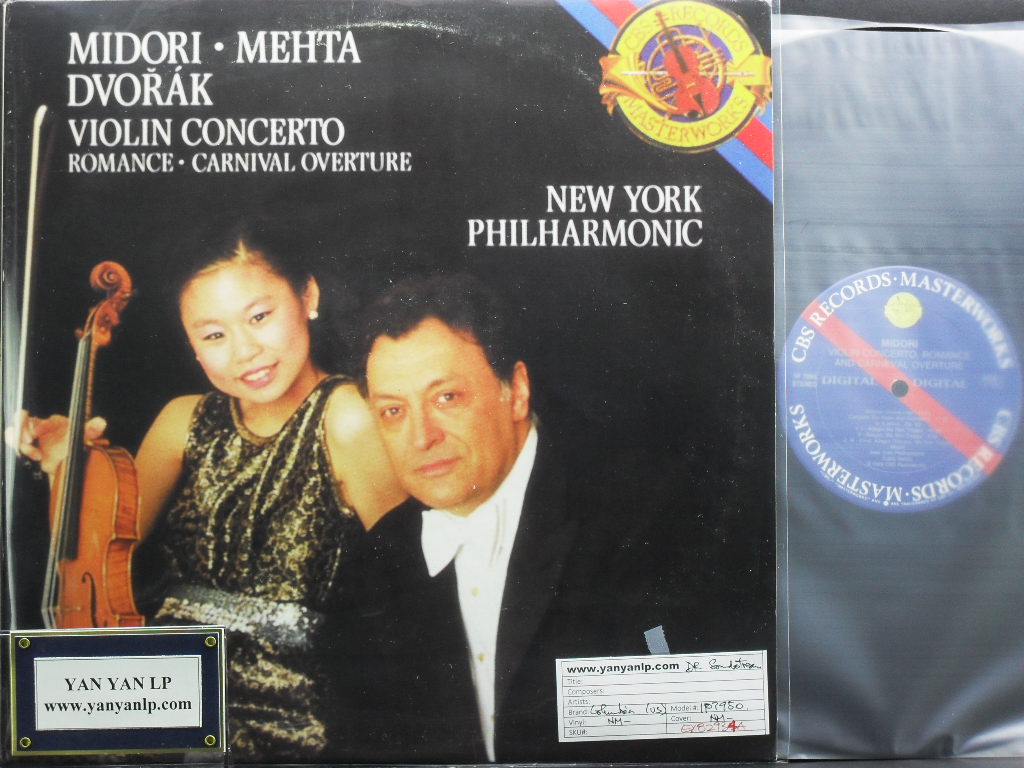 MIDORI • MEHTA
DVOŘÁK
VIOLIN CONCERTO
ROMANCE • CARNIVAL OVERTURE
NEW YORK
PHILHARMONIC
CBS RECORDS
MASTERWORKS
CBS RECORDS • MASTERWORKS
CBS RECORDS • MASTERWORKS
MIDORI
VIOLIN CONCERTO, ROMANCE
AND CARNIVAL OVERTURE
STEREO
DIGITAL DIGITAL
YAN YAN LP
www.yanyanlp.com
www.yanyanlp.com
Title:
Composers:
Artists:
Brand: Columbia (US) Model #:
Vinyl: NM- Cover: NM-
SKU#: